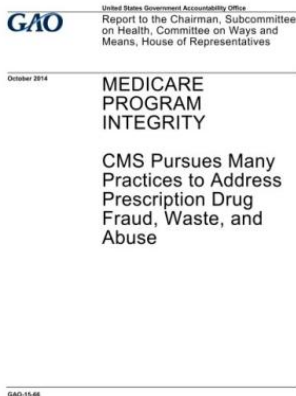 United States Government Accountability Office
GAO
Report to the Chairman, Subcommittee
on Health, Committee on Ways and
Means, House of Representatives
October 2014
MEDICARE
PROGRAM
INTEGRITY
CMS Pursues Many
Practices to Address
Prescription Drug
Fraud, Waste, and
Abuse
GAO-15-66